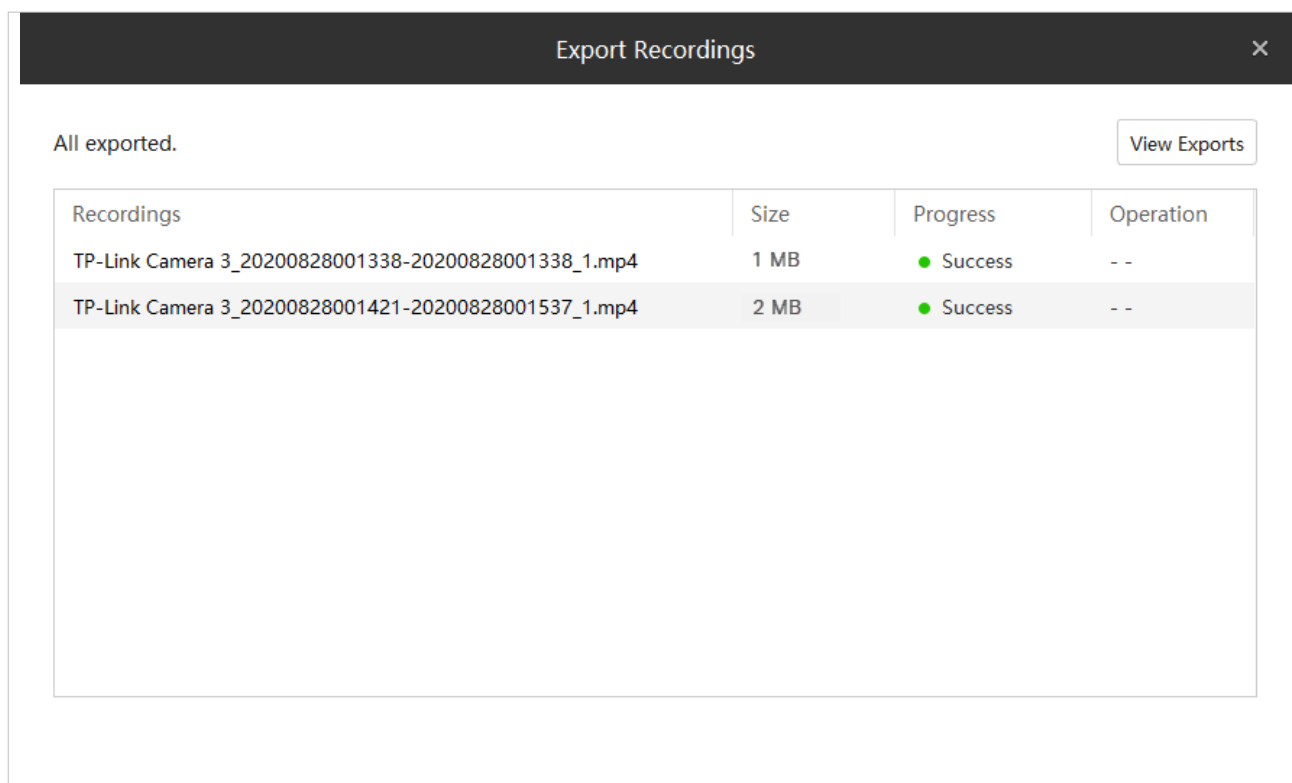 Export Recordings
All exported.
View Exports
Recordings Size Progress Operation
TP-Link Camera 3_20200828001338-20200828001338_1.mp4 1 MB Success - -
TP-Link Camera 3_20200828001421-20200828001537_1.mp4 2 MB Success - -